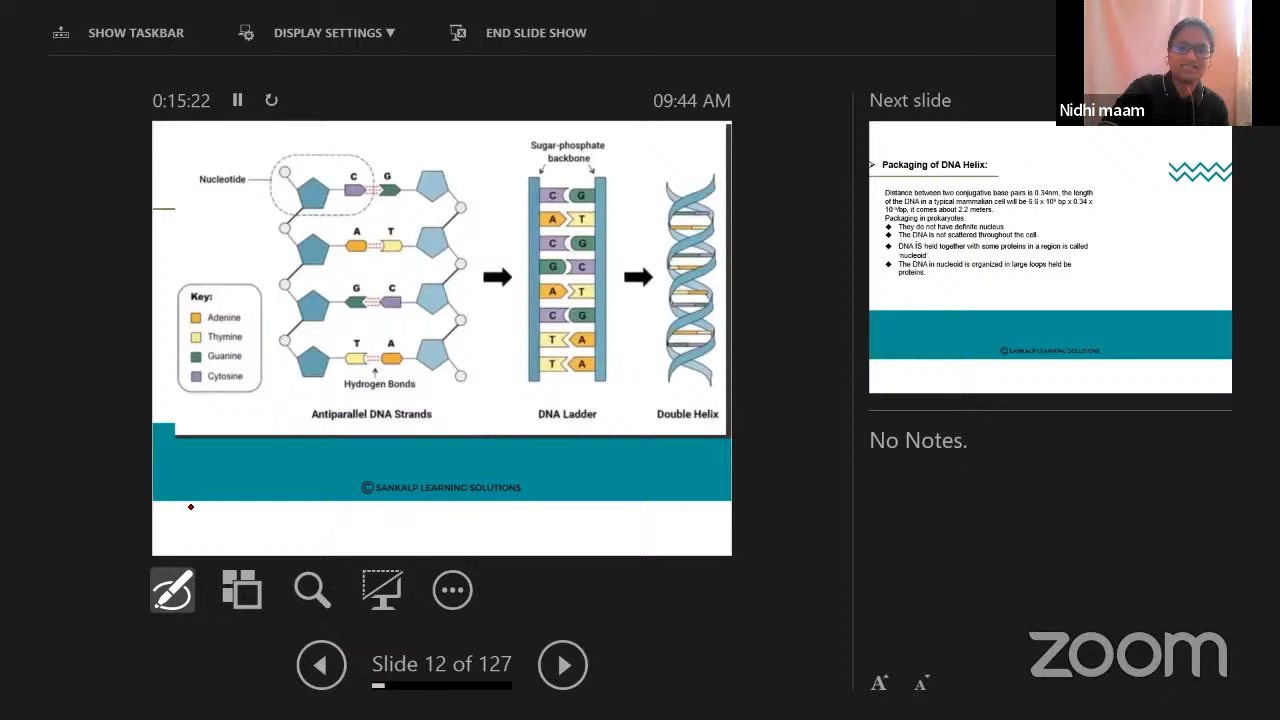 SHOW TASKBAR
DISPLAY SETTINGS ▼
END SLIDE SHOW
0:15:22
09:44 AM
Next slide
Nidhi maam
Nucleotide
C G
A T
G C
T A
Hydrogen Bonds
Key:
Adenine
Thymine
Guanine
Cytosine
Antiparallel DNA Strands
Sugar-phosphate
backbone
C G
A T
C G
G C
A T
C G
T A
T A
DNA Ladder
Double Helix
© SANKALP LEARNING SOLUTIONS
Packaging of DNA Helix:
Distance between two conjugative base pairs is 0.34nm, the length
of the DNA in a typical mammalian cell will be 6.6 x 10⁹ bp x 0.34 x
it comes about 2.2 meters.
Packaging in prokaryotes:
They do not have definite nucleus.
The DNA is not scattered throughout the cell.
DNA İS held together with some proteins in a region is called
'nucleoid'.
The DNA in nucleoid is organized in large loops held be
proteins.
© SANKALP LEARNING SOLUTIONS
No Notes.
Slide 12 of 127
A A
zoom